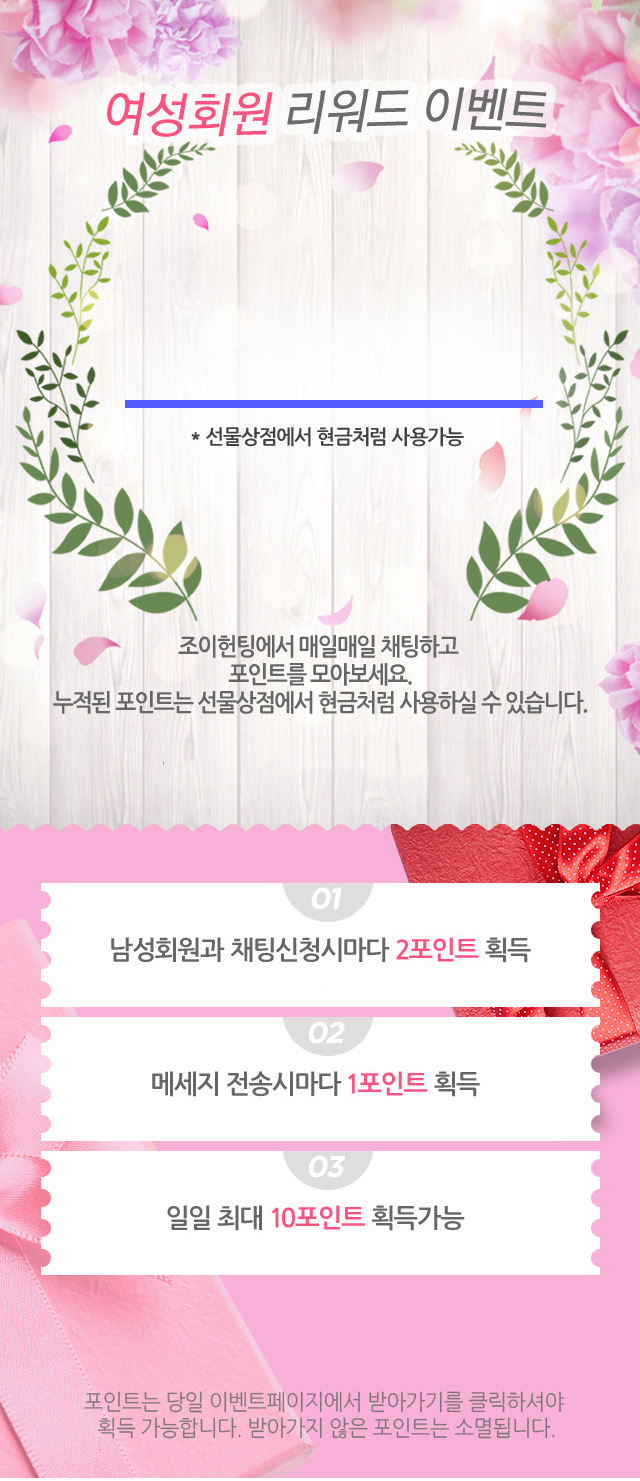 여성회원 리워드 이벤트
* 선물상점에서 현금처럼 사용가능
조이헌팅에서 매일매일 채팅하고
포인트를 모아보세요.
누적된 포인트는 선물상점에서 현금처럼 사용하실 수 있습니다.
01
남성회원과 채팅신청시마다 2포인트 획득
02
메세지 전송시마다 1포인트 획득
03
일일 최대 10포인트 획득가능
포인트는 당일 이벤트페이지에서 받아가기를 클릭하셔야
획득 가능합니다. 받아가지 않은 포인트는 소멸됩니다.